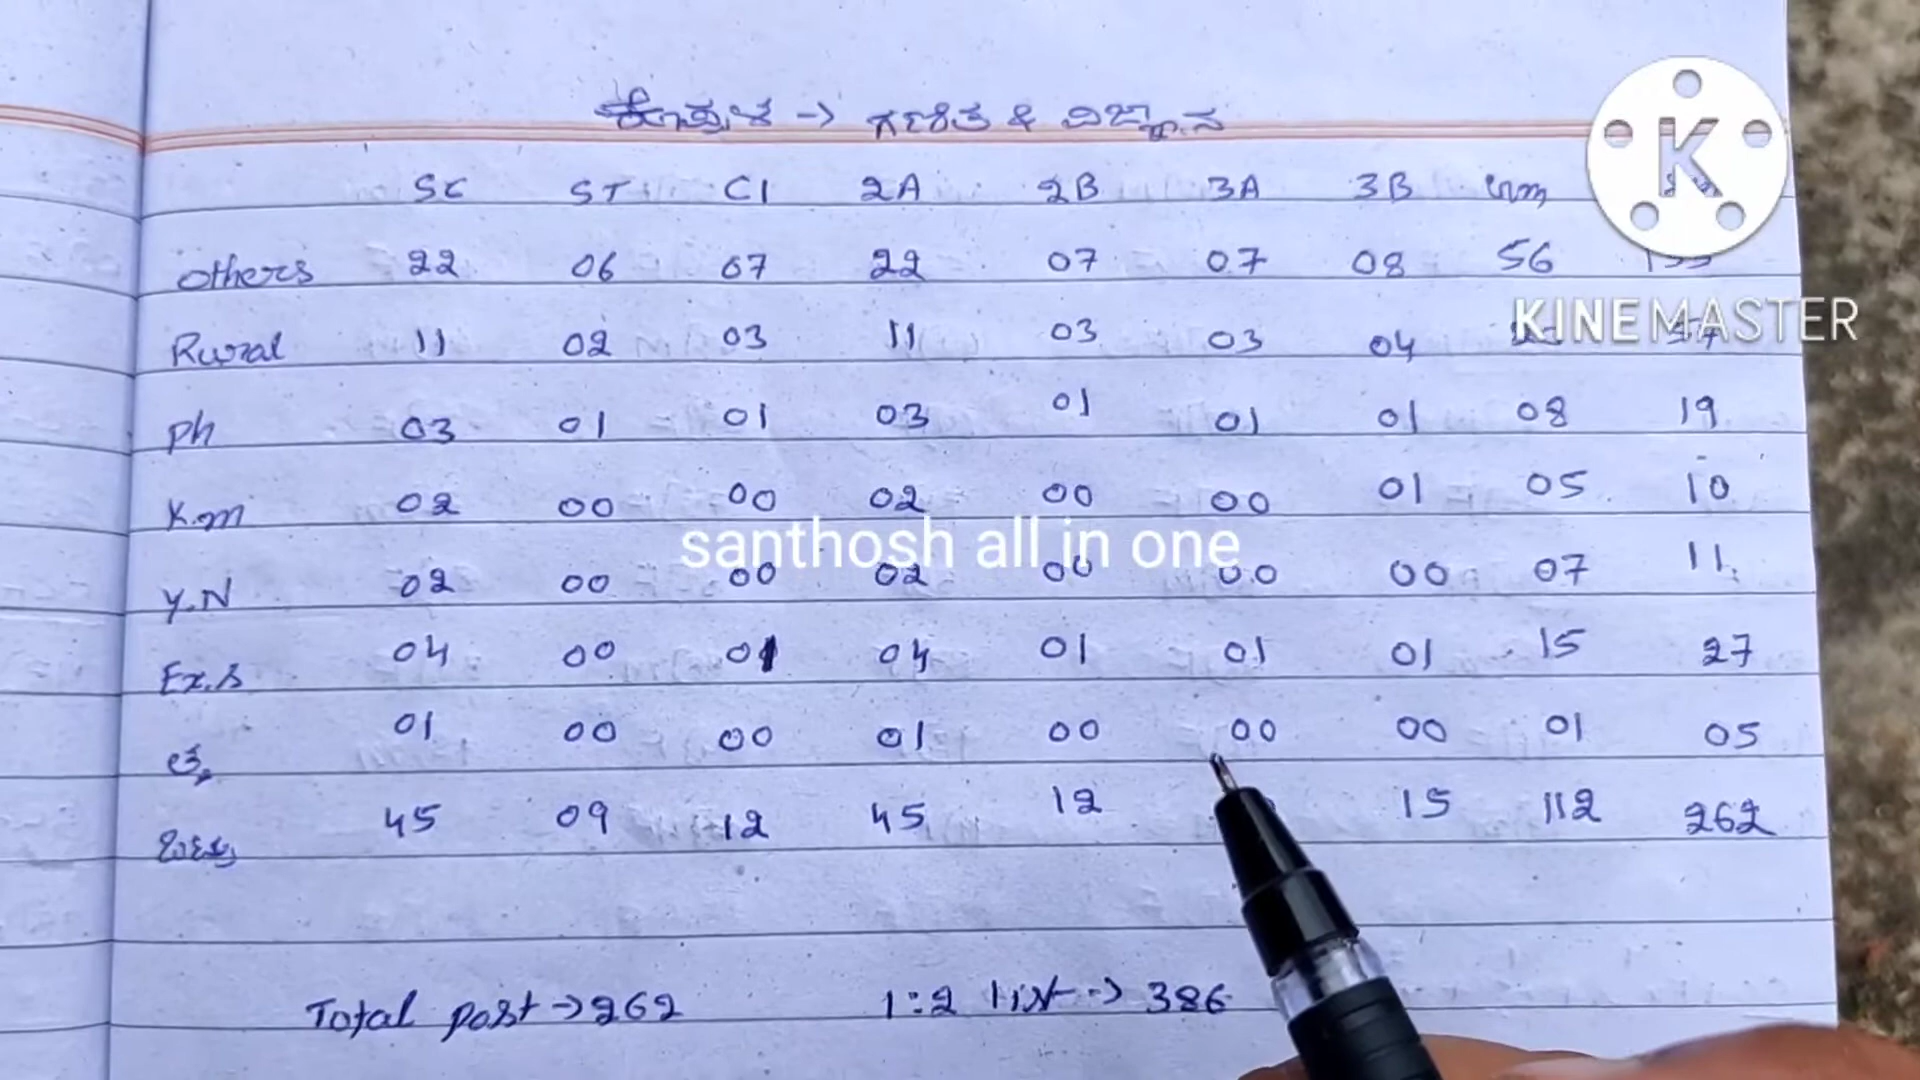 ಕೊಪ್ಪಳ -> ಗಣಿತ & ವಿಜ್ಞಾನ
SC ST C1 2A 2B 3A 3B Gm
others 22 06 07 22 07 07 08 56
Rural 11 02 03 11 03 03 04
Ph 03 01 01 03 01 01 01 08 19
K.m 02 00 00 02 00 00 01 05 10
Y.N 02 00 00 02 00 00 00 07 11
Ex.s 04 00 01 04 01 01 01 15 27
01 00 00 01 00 00 00 01 05
ಒಟ್ಟು 45 09 12 45 12 15 112 262
Total post -> 262 1:2 list -> 386
K
KINEMASTER
santhosh all in one